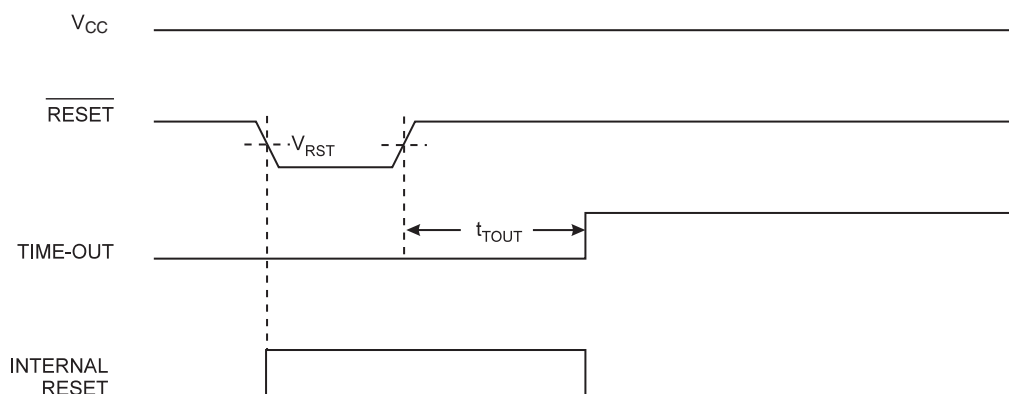 VCC
RESET
VRST
tTOUT
TIME-OUT
INTERNAL
RESET